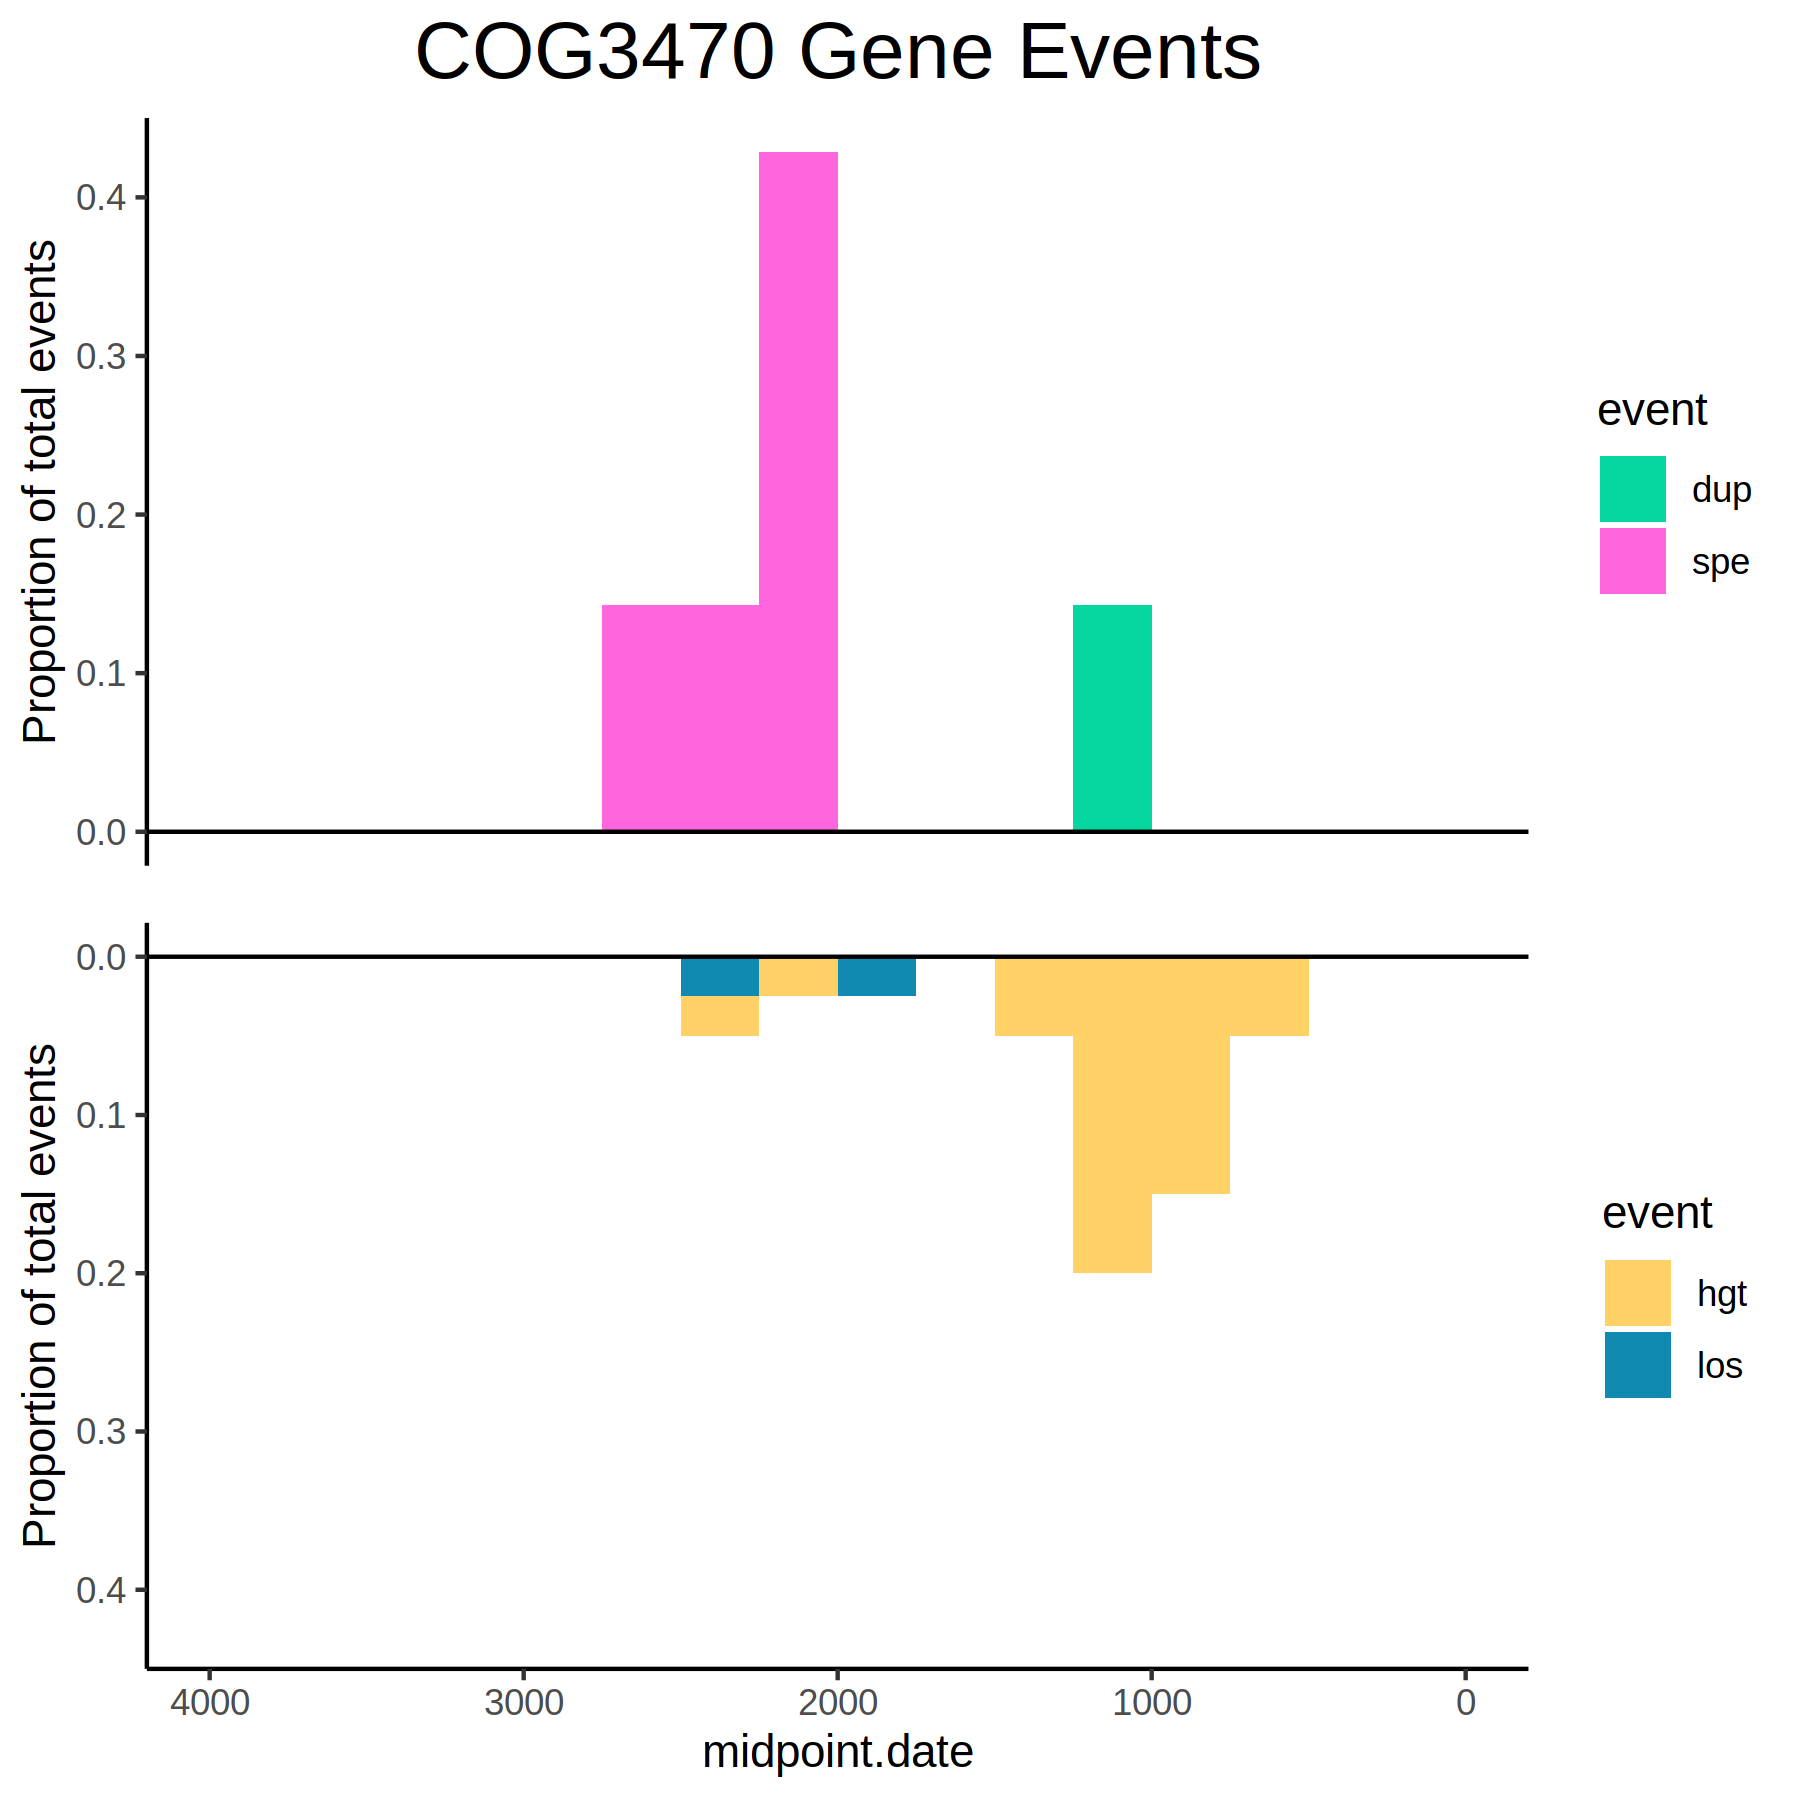 COG3470 Gene Events
Proportion of total events
0.4
0.3
0.2
0.1
0.0
event
dup
spe
Proportion of total events
0.0
0.1
0.2
0.3
0.4
event
hgt
los
4000 3000 2000 1000 0
midpoint.date